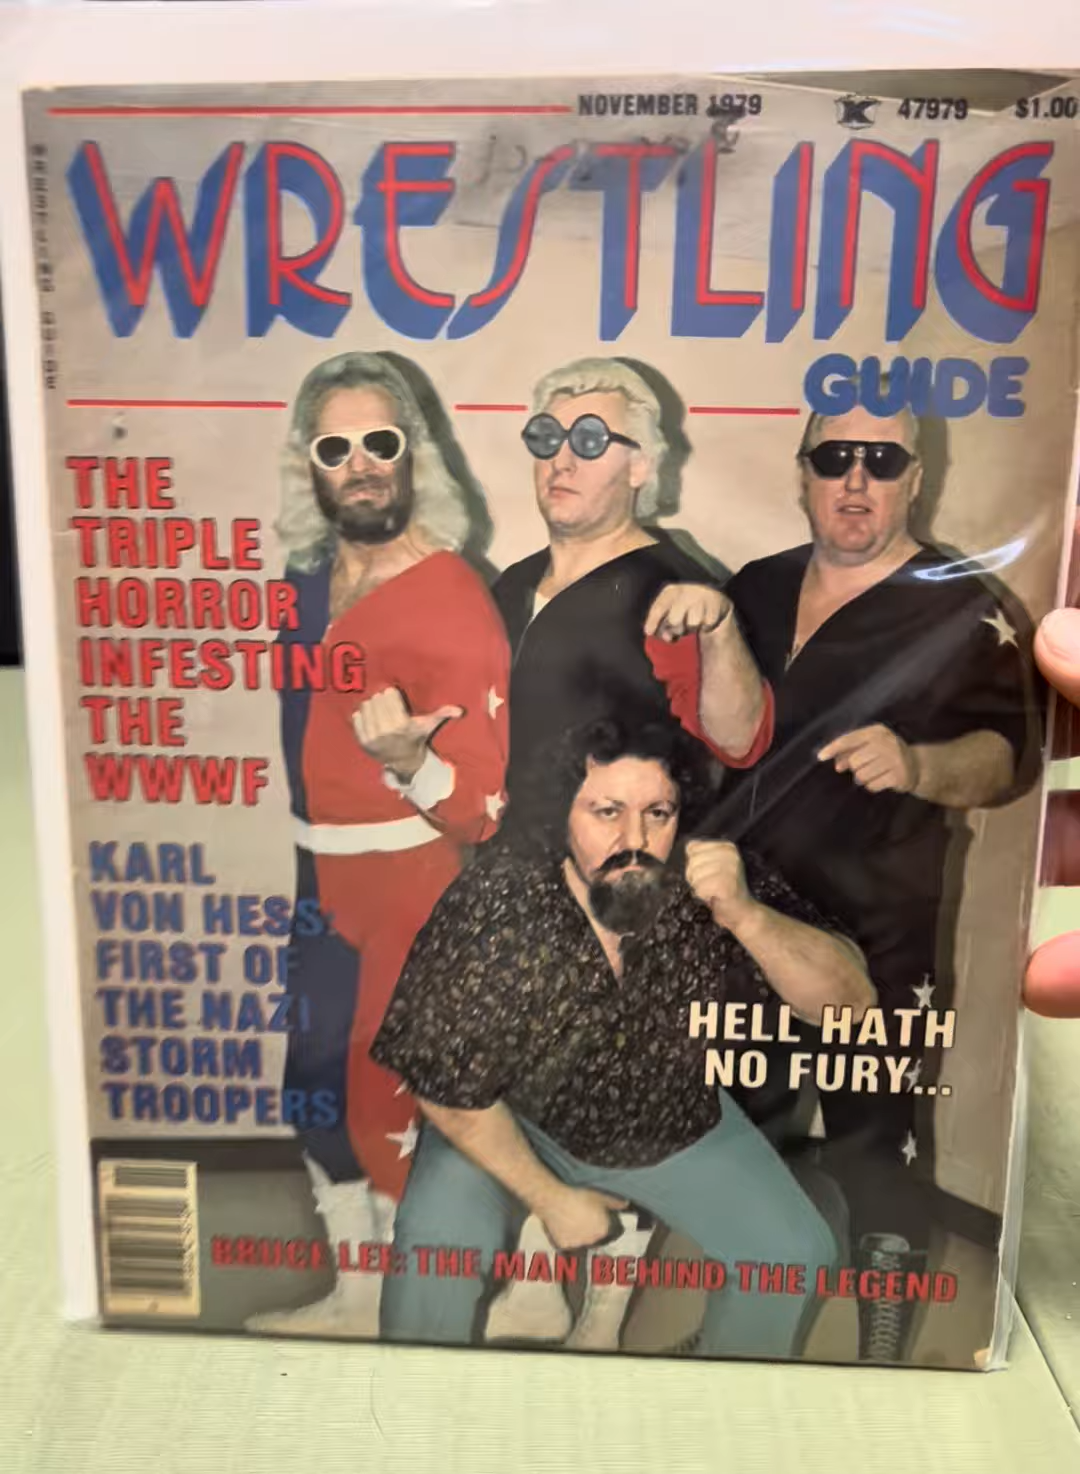 NOVEMBER 1979 K 47979 $1.00
WRESTLING
GUIDE
THE
TRIPLE
HORROR
INFESTING
THE
WWWF
KARL
VON HESS:
FIRST OF
THE NAZI
STORM
TROOPERS
HELL HATH
NO FURY...
BRUCE LEE: THE MAN BEHIND THE LEGEND